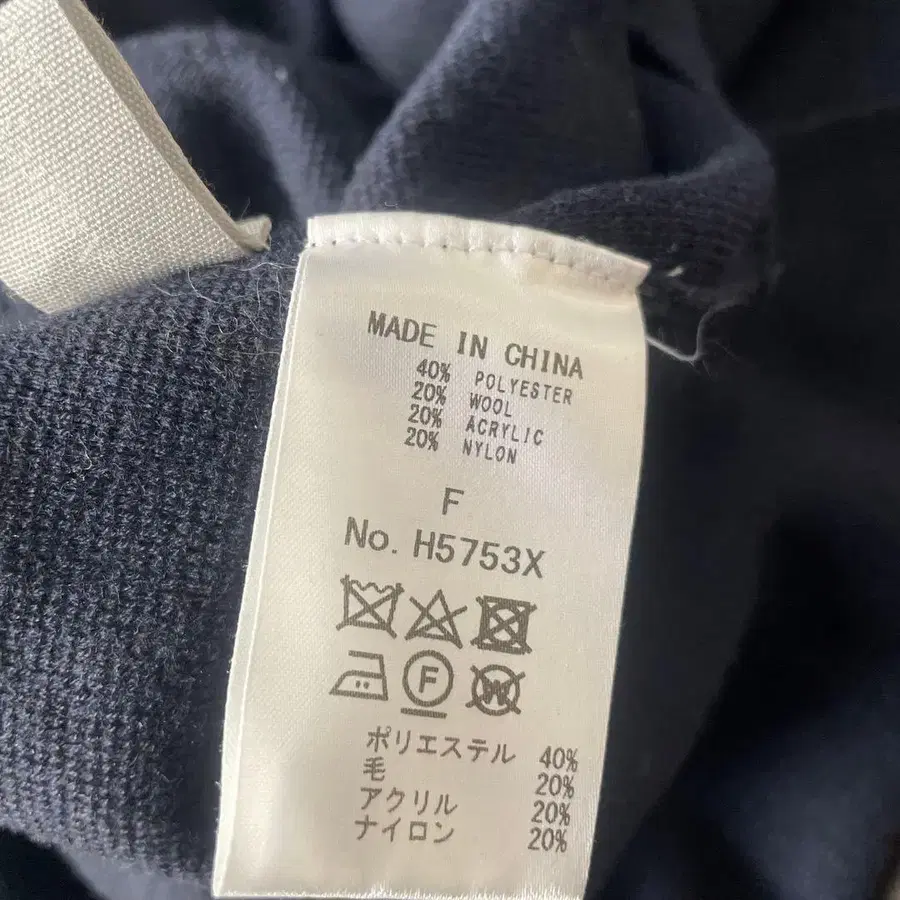 MADE IN CHINA
40% POLYESTER
20% WOOL
20% ACRYLIC
20% NYLON
F
No. H5753X
F W
ポリエステル 40%
毛 20%
アクリル 20%
ナイロン 20%